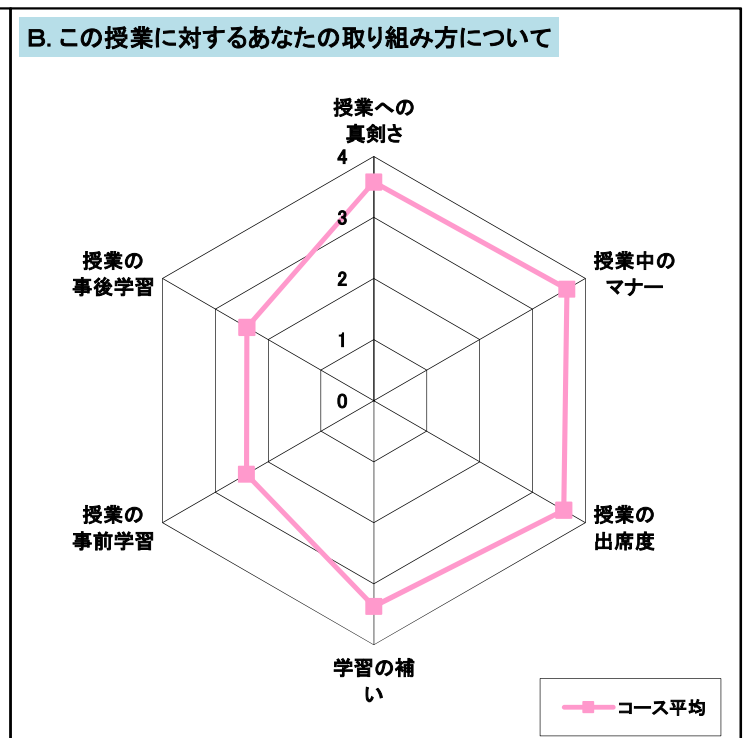 B. この授業に対するあなたの取り組み方について
授業への
真剣さ
4
3
2
1
0
授業の
事後学習
授業中の
マナー
授業の
事前学習
授業の
出席度
学習の補
い
コース平均